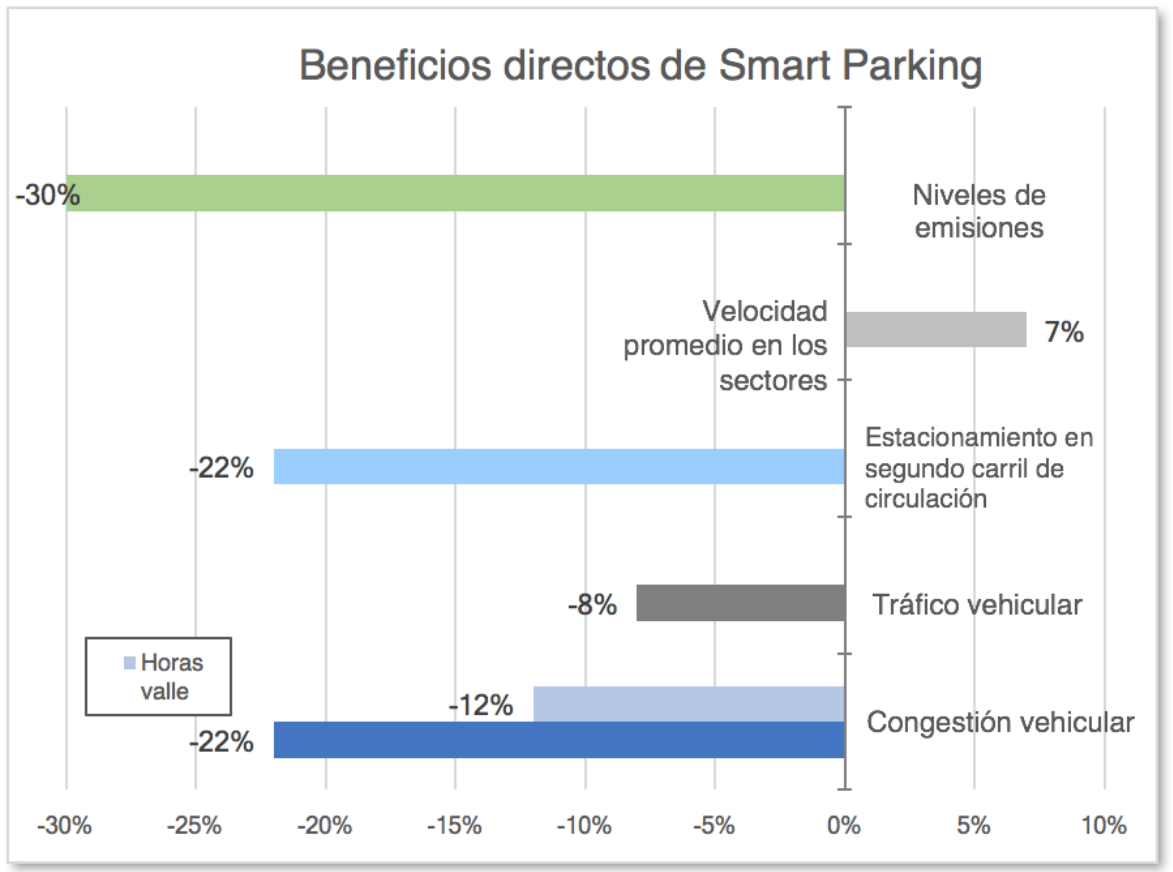 Beneficios directos de Smart Parking
-30%
Niveles de
emisiones
Velocidad
promedio en los
sectores
7%
-22%
Estacionamiento en
segundo carril de
circulación
-8%
Tráfico vehicular
Horas
valle
-12%
-22%
Congestión vehicular
-30% -25% -20% -15% -10% -5% 0% 5% 10%